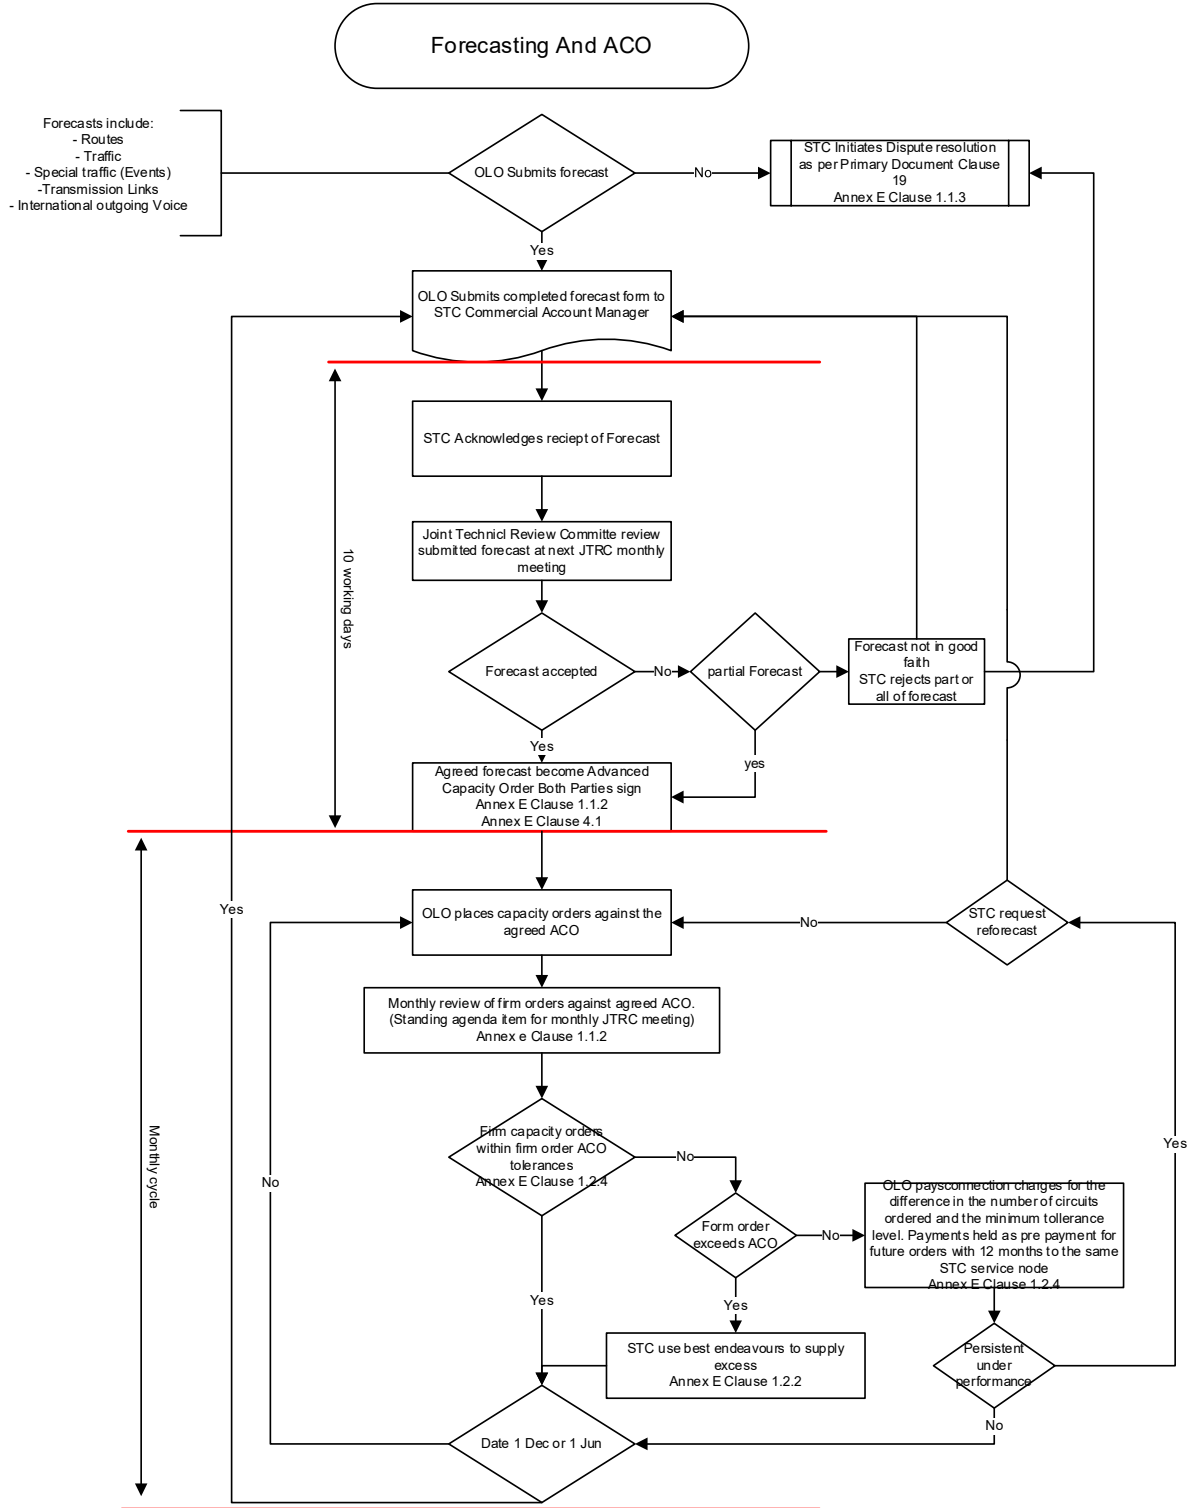 Forecasting And ACO
Forecasts include:
- Routes
- Traffic
- Special traffic (Events)
-Transmission Links
- International outgoing Voice
OLO Submits forecast
No
STC Initiates Dispute resolution
as per Primary Document Clause
19
Annex E Clause 1.1.3
Yes
OLO Submits completed forecast form to
STC Commercial Account Manager
STC Acknowledges reciept of Forecast
Joint Technicl Review Committe review
submitted forecast at next JTRC monthly
meeting
10 working days
Forecast accepted
No
partial Forecast
Forecast not in good
faith
STC rejects part or
all of forecast
Yes
yes
Agreed forecast become Advanced
Capacity Order Both Parties sign
Annex E Clause 1.1.2
Annex E Clause 4.1
Yes
OLO places capacity orders against the
agreed ACO
No
STC request
reforecast
Monthly review of firm orders against agreed ACO.
(Standing agenda item for monthly JTRC meeting)
Annex e Clause 1.1.2
Monthly cycle
No
Firm capacity orders
within firm order ACO
tolerances
Annex E Clause 1.2.4
No
Yes
Form order
exceeds ACO
No
OLO paysconnection charges for the
difference in the number of circuits
ordered and the minimum tollerance
level. Payments held as pre payment for
future orders with 12 months to the same
STC service node
Annex E Clause 1.2.4
Yes
Yes
STC use best endeavours to supply
excess
Annex E Clause 1.2.2
Persistent
under
performance
No
Date 1 Dec or 1 Jun